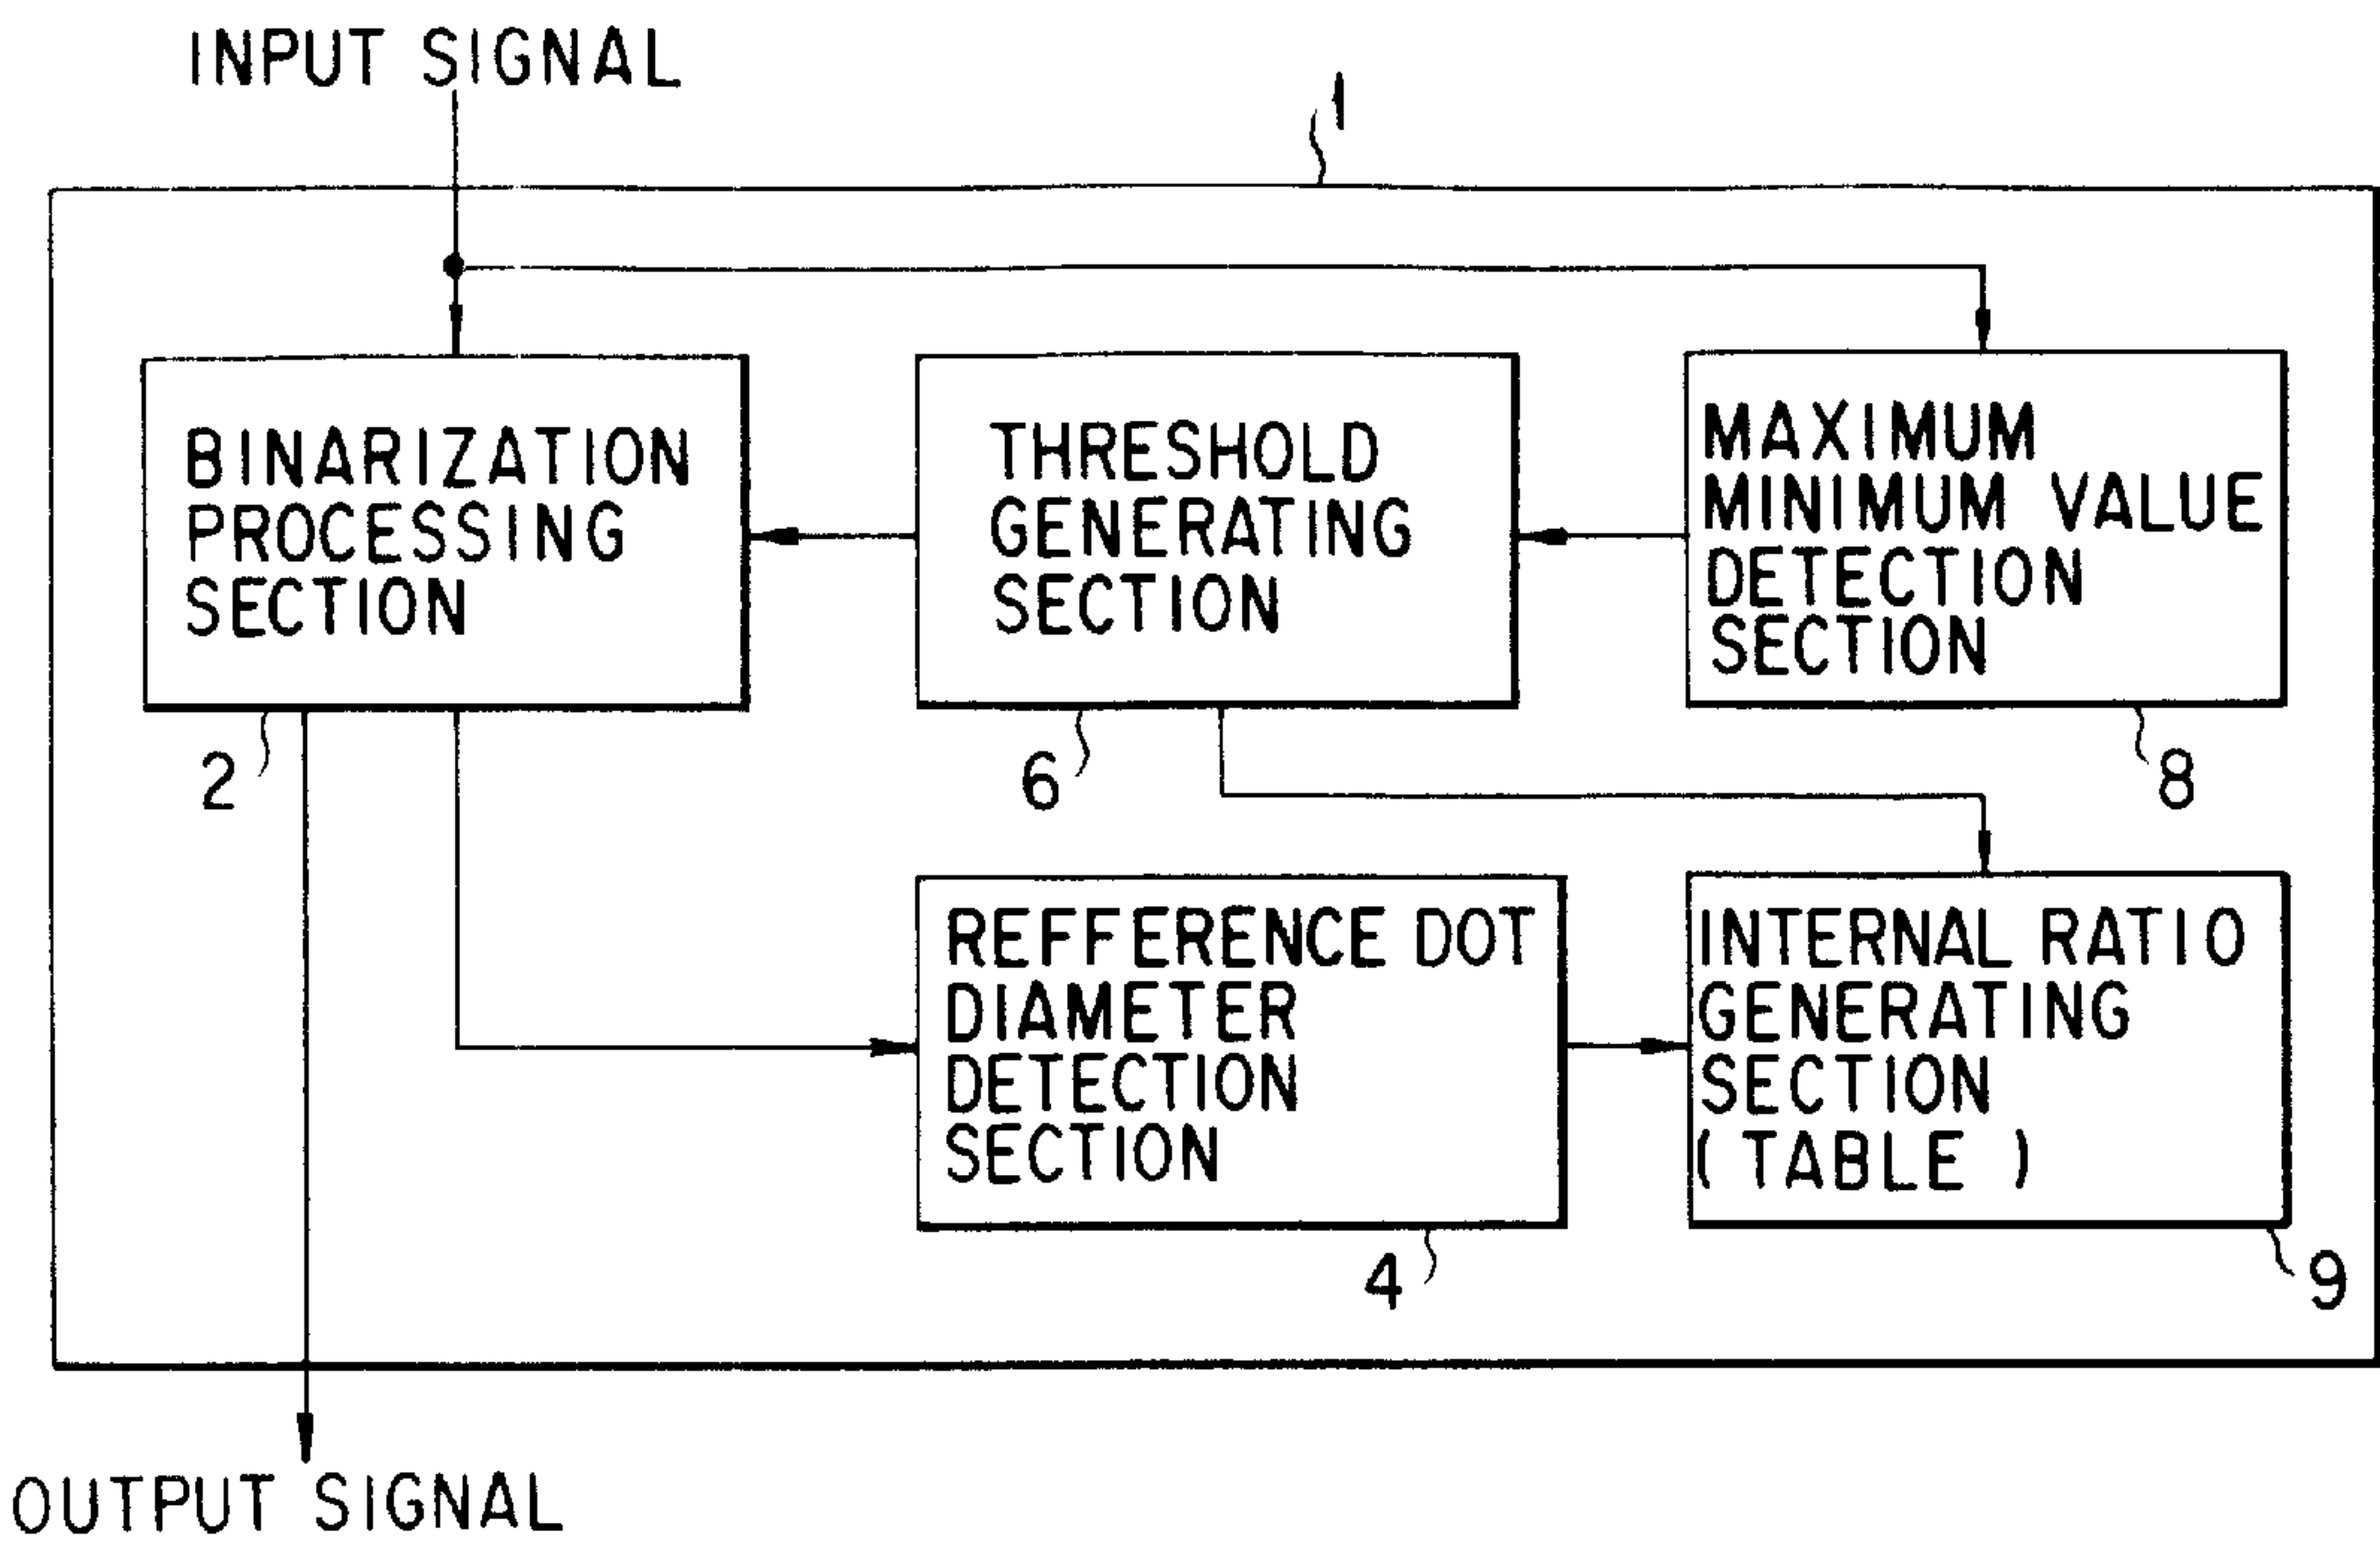 INPUT SIGNAL
1
BINARIZATION
PROCESSING
SECTION
THRESHOLD
GENERATING
SECTION
MAXIMUM
MINIMUM VALUE
DETECTION
SECTION
2
6
8
REFFERENCE DOT
DIAMETER
DETECTION
SECTION
INTERNAL RATIO
GENERATING
SECTION
( TABLE )
4
9
OUTPUT SIGNAL